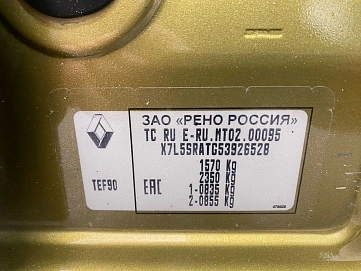 ЗАО «РЕНО РОССИЯ»
TC RU E-RU.MT02.00095
X7L5SRATG53926528
1570 Kg
2350 Kg
1-0835 Kg
2-0855 Kg
TEF90
EAC